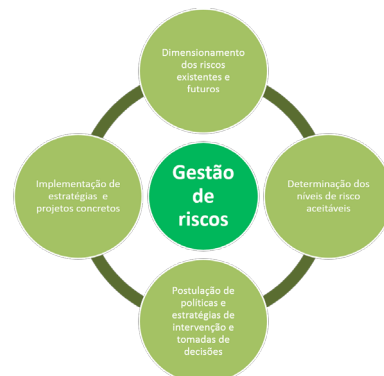 Dimensionamento
dos riscos
existentes e
futuros
Implementação de
estratégias e
projetos concretos
Gestão
de
riscos
Determinação dos
níveis de risco
aceitáveis
Postulação de
políticas e
estratégias de
intervenção e
tomadas de
decisões